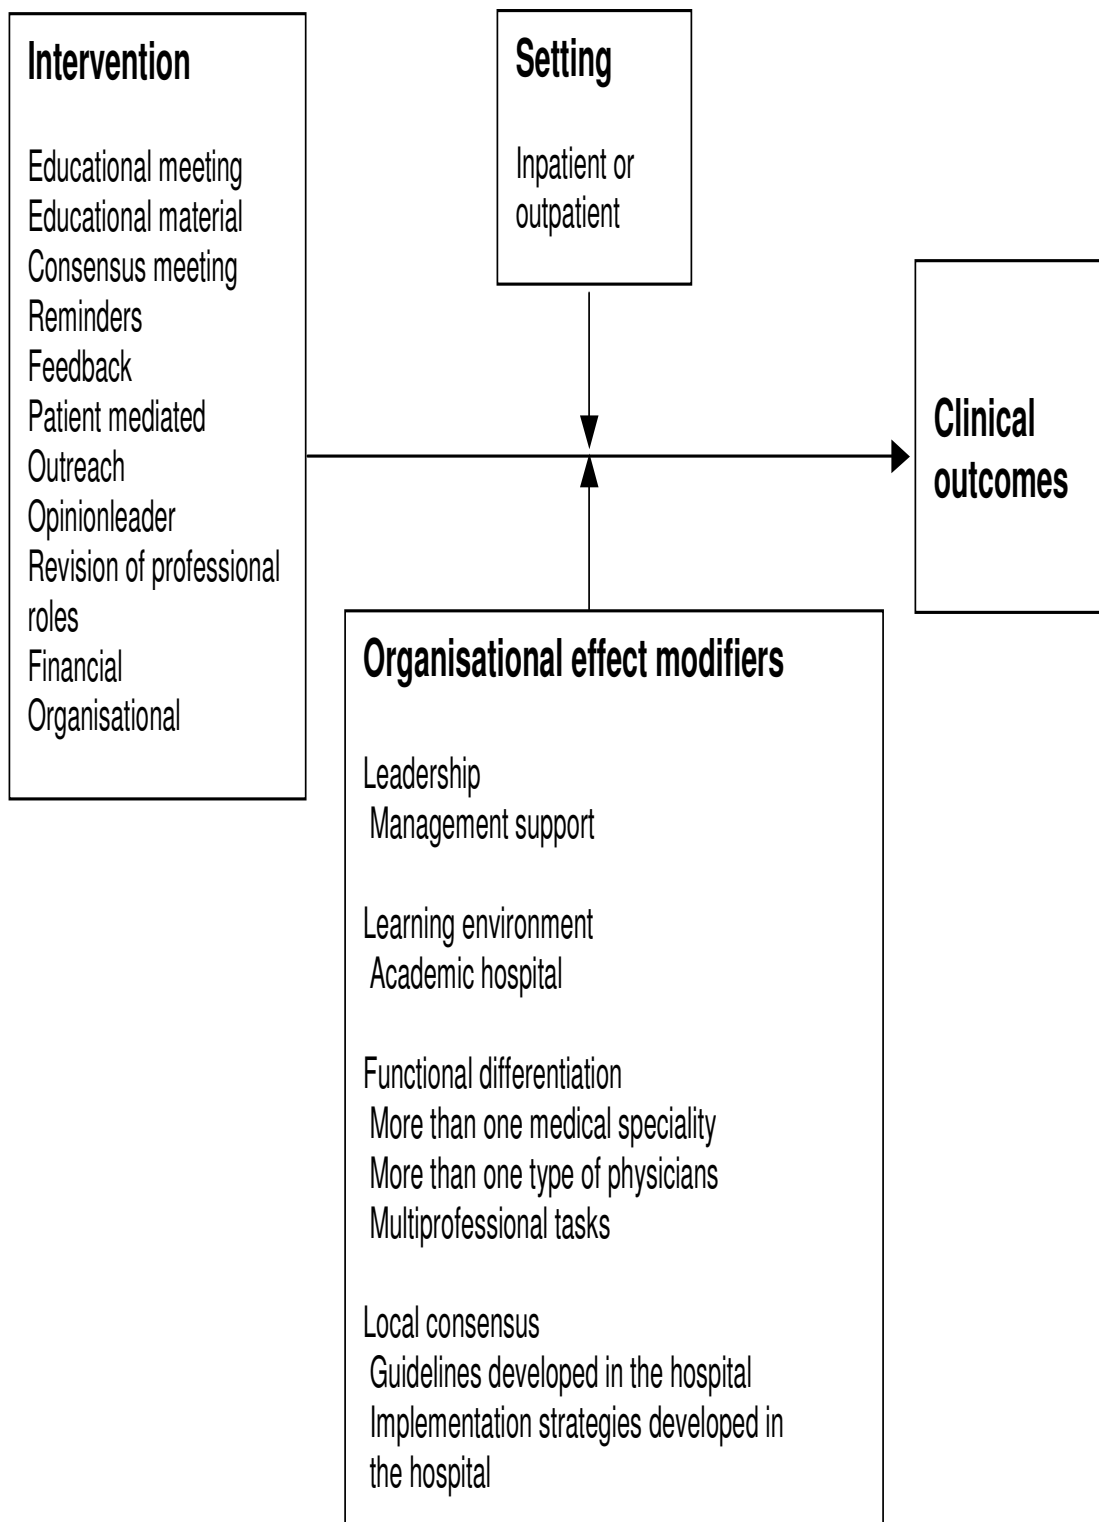 Intervention
Educational meeting
Educational material
Consensus meeting
Reminders
Feedback
Patient mediated
Outreach
Opinionleader
Revision of professional
roles
Financial
Organisational
Setting
Inpatient or
outpatient
Clinical
outcomes
Organisational effect modifiers
Leadership
Management support
Learning environment
Academic hospital
Functional differentiation
More than one medical speciality
More than one type of physicians
Multiprofessional tasks
Local consensus
Guidelines developed in the hospital
Implementation strategies developed in
the hospital